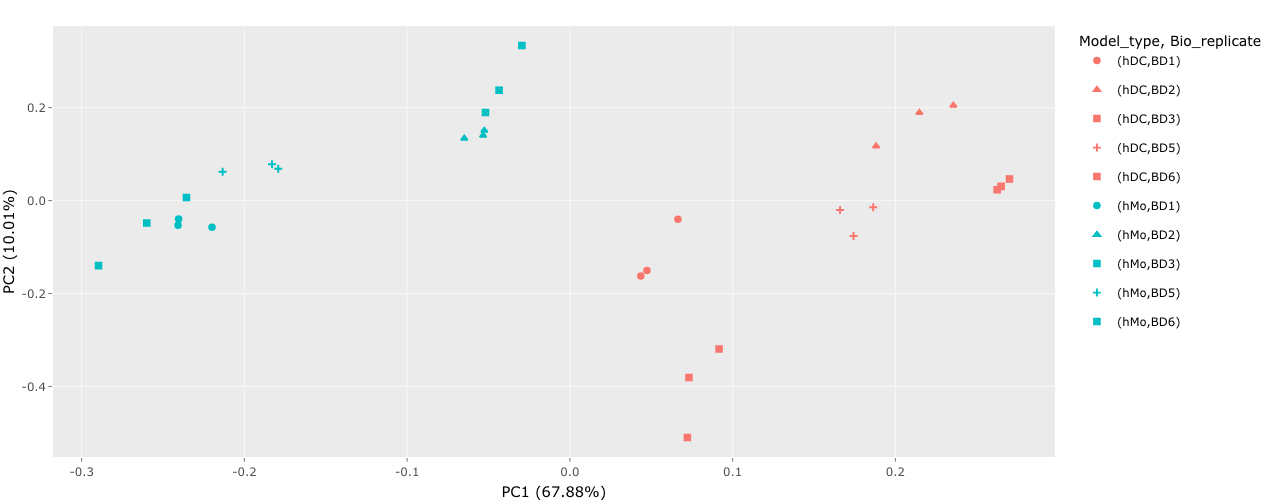 Model_type, Bio_replicate
(hDC,BD1)
(hDC,BD2)
(hDC,BD3)
(hDC,BD5)
(hDC,BD6)
(hMo,BD1)
(hMo,BD2)
(hMo,BD3)
(hMo,BD5)
(hMo,BD6)
PC2 (10.01%)
0.2
0.0
-0.2
-0.4
-0.3 -0.2 -0.1 0.0 0.1 0.2
PC1 (67.88%)